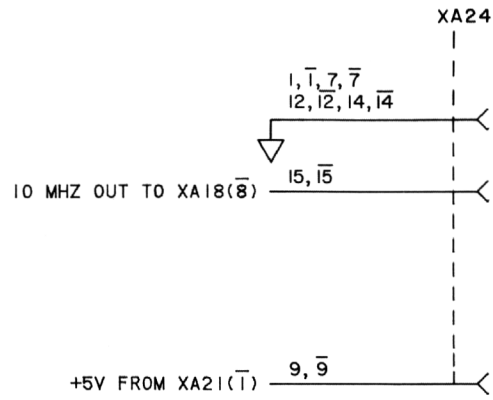 XA24
1, 1̅, 7, 7̅
12, 1̅2̅, 14, 1̅4̅
10 MHZ OUT TO XA18(8̅) 15, 1̅5̅
+5V FROM XA21(1̅) 9, 9̅